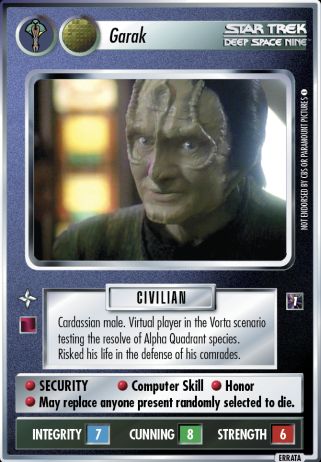 Garak
STAR TREK
DEEP SPACE NINE
NOT ENDORSED BY CBS OR PARAMOUNT PICTURES
CIVILIAN
Cardassian male. Virtual player in the Vorta scenario
testing the resolve of Alpha Quadrant species.
Risked his life in the defense of his comrades.
SECURITY Computer Skill Honor
May replace anyone present randomly selected to die.
INTEGRITY 7 CUNNING 8 STRENGTH 6
ERRATA